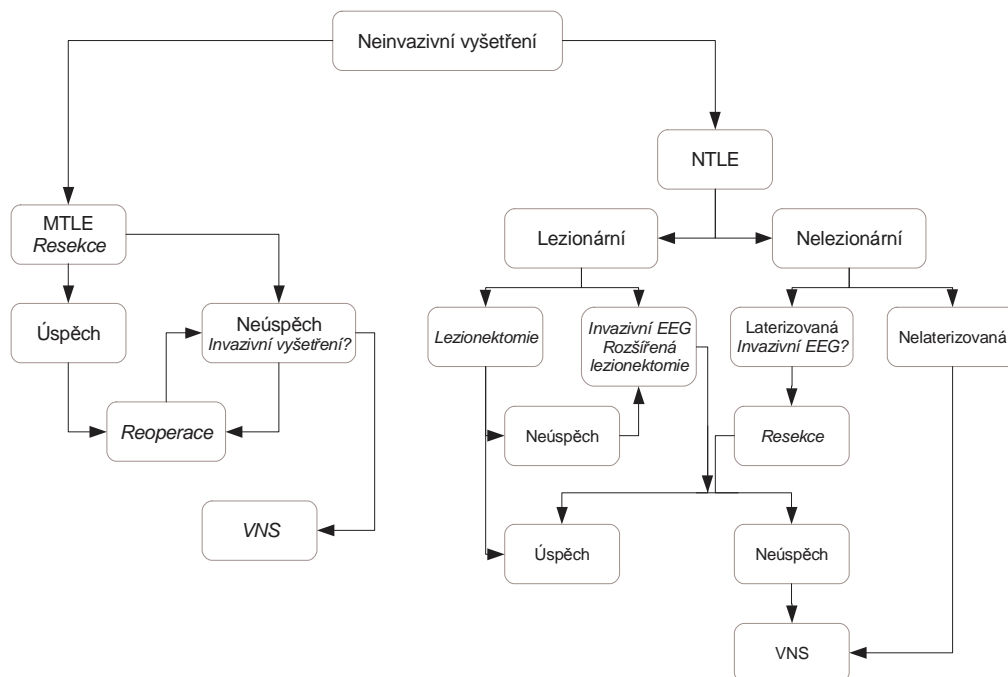 Neinvazivní vyšetření
NTLE
MTLE
Resekce
Lezionární
Nelezionární
Úspěch
Neúspěch
Invazivní vyšetření?
Lezionektomie
Invazivní EEG
Rozšířená
lezionektomie
Laterizovaná
Invazivní EEG?
Nelaterizovaná
Reoperace
Neúspěch
Resekce
VNS
Úspěch
Neúspěch
VNS